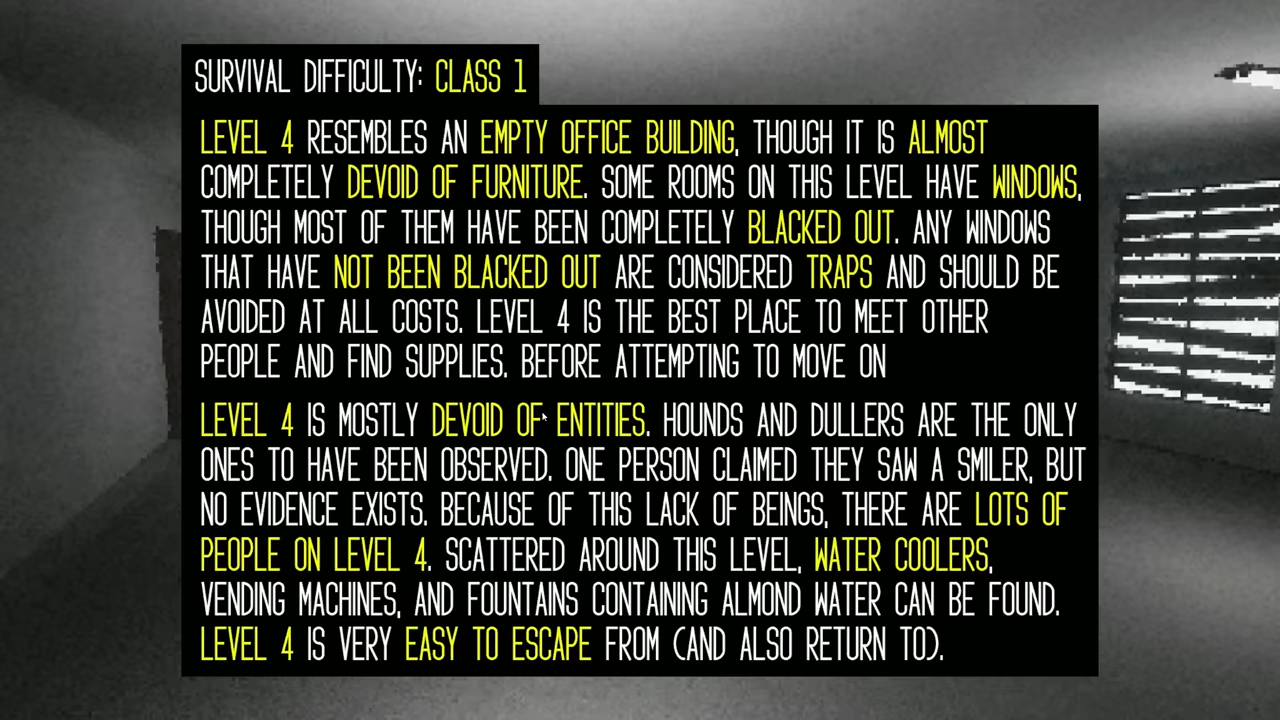 SURVIVAL DIFFICULTY: CLASS 1
LEVEL 4 RESEMBLES AN EMPTY OFFICE BUILDING, THOUGH IT IS ALMOST
COMPLETELY DEVOID OF FURNITURE. SOME ROOMS ON THIS LEVEL HAVE WINDOWS,
THOUGH MOST OF THEM HAVE BEEN COMPLETELY BLACKED OUT. ANY WINDOWS
THAT HAVE NOT BEEN BLACKED OUT ARE CONSIDERED TRAPS AND SHOULD BE
AVOIDED AT ALL COSTS. LEVEL 4 IS THE BEST PLACE TO MEET OTHER
PEOPLE AND FIND SUPPLIES. BEFORE ATTEMPTING TO MOVE ON
LEVEL 4 IS MOSTLY DEVOID OF ENTITIES. HOUNDS AND DULLERS ARE THE ONLY
ONES TO HAVE BEEN OBSERVED. ONE PERSON CLAIMED THEY SAW A SMILER, BUT
NO EVIDENCE EXISTS. BECAUSE OF THIS LACK OF BEINGS, THERE ARE LOTS OF
PEOPLE ON LEVEL 4. SCATTERED AROUND THIS LEVEL, WATER COOLERS,
VENDING MACHINES, AND FOUNTAINS CONTAINING ALMOND WATER CAN BE FOUND.
LEVEL 4 IS VERY EASY TO ESCAPE FROM (AND ALSO RETURN TO).